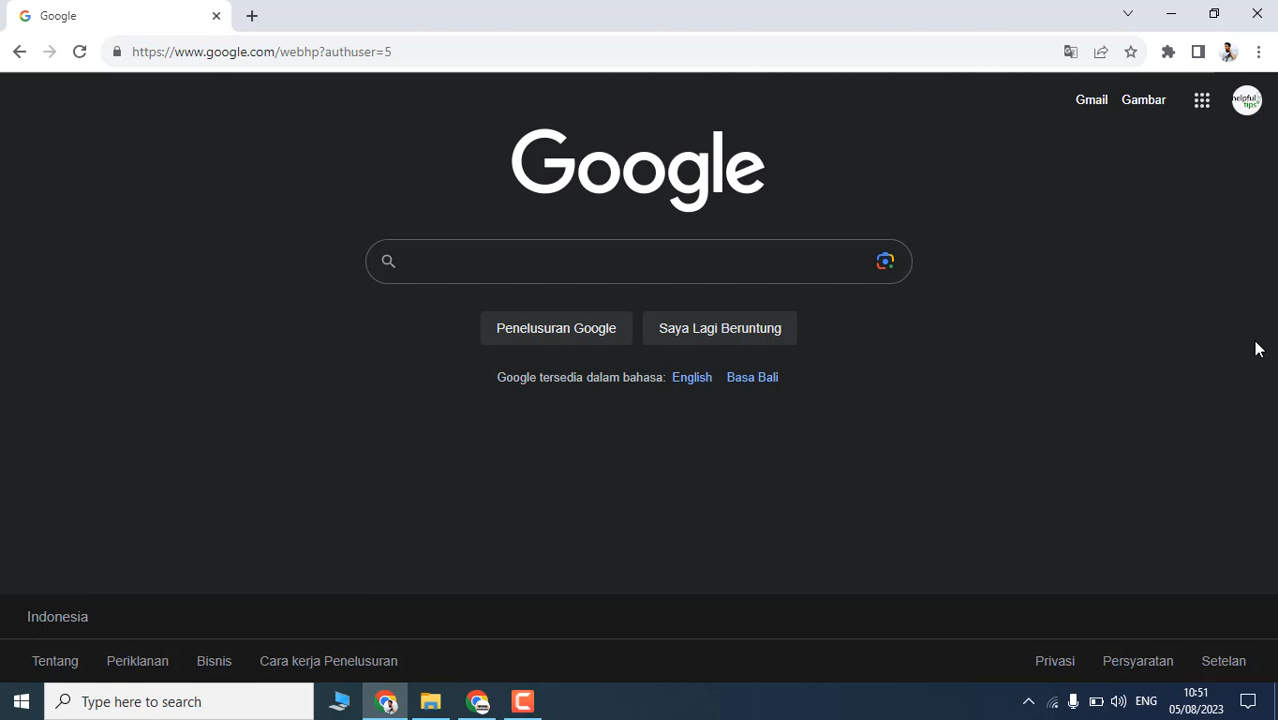 Google
https://www.google.com/webhp?authuser=5
Gmail Gambar
helpful tips
Google
Penelusuran Google Saya Lagi Beruntung
Google tersedia dalam bahasa: English Basa Bali
Indonesia
Tentang Periklanan Bisnis Cara kerja Penelusuran Privasi Persyaratan Setelan
Type here to search ENG 10:51
05/08/2023